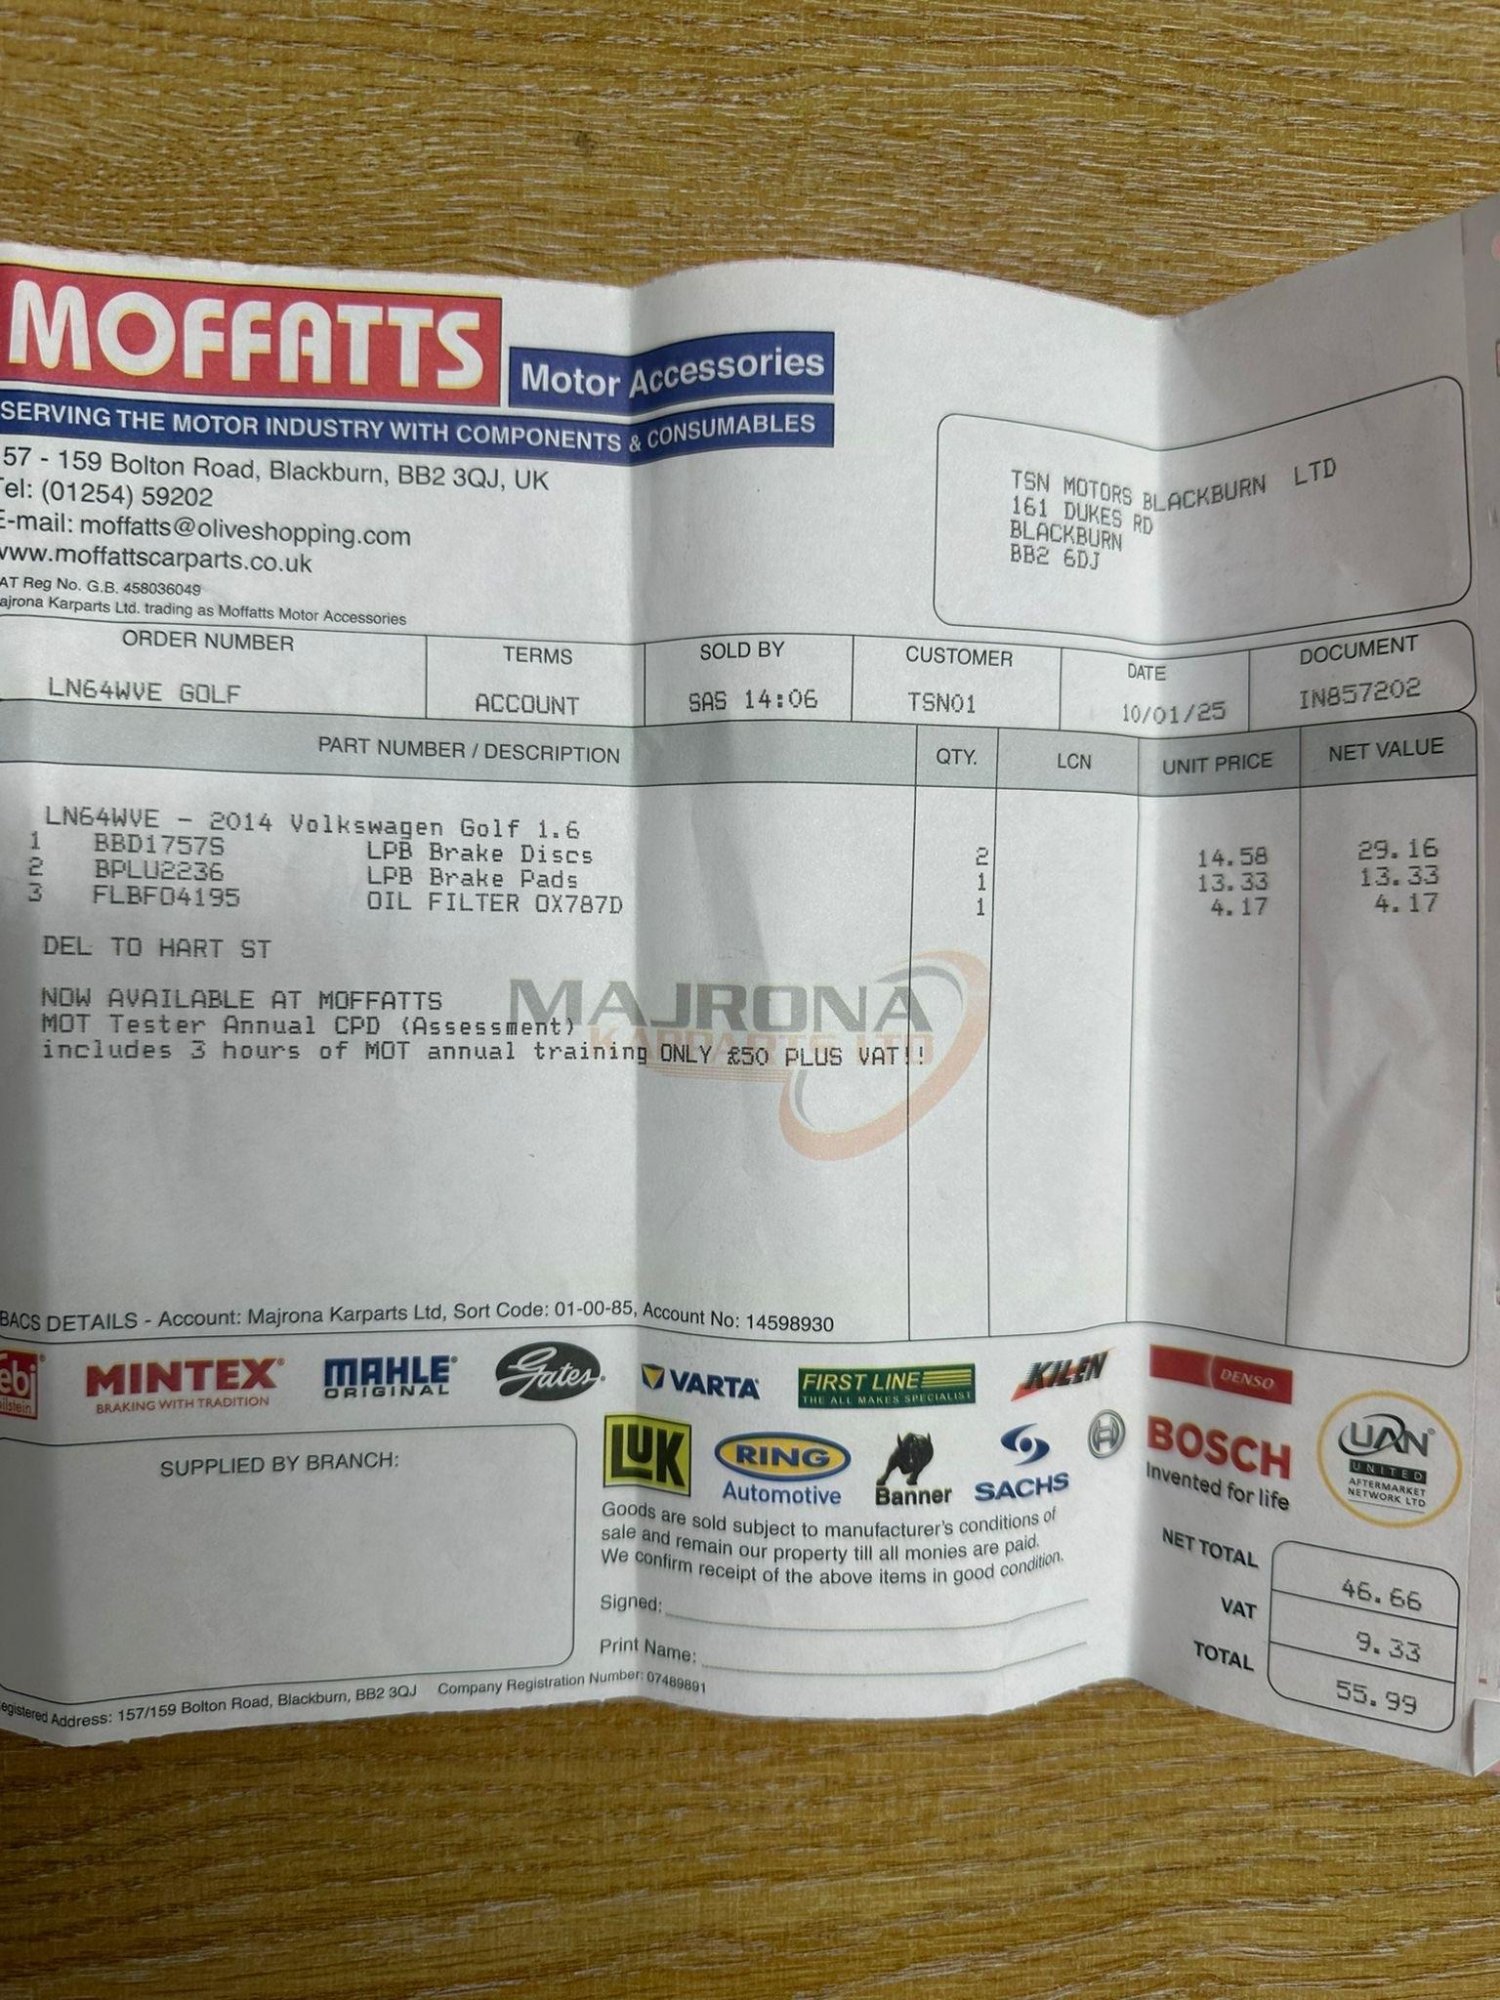 MOFFATTS
Motor Accessories
SERVING THE MOTOR INDUSTRY WITH COMPONENTS & CONSUMABLES
57 - 159 Bolton Road, Blackburn, BB2 3QJ, UK
el: (01254) 59202
E-mail: moffatts@oliveshopping.com
www.moffattscarparts.co.uk
AT Reg No. G.B. 458036049
ajrona Karparts Ltd. trading as Moffatts Motor Accessories
TSN MOTORS BLACKBURN LTD
161 DUKES RD
BLACKBURN
BB2 6DJ
ORDER NUMBER TERMS SOLD BY CUSTOMER DATE DOCUMENT
LN64WVE GOLF ACCOUNT SAS 14:06 TSN01 10/01/25 IN857202
PART NUMBER / DESCRIPTION QTY. LCN UNIT PRICE NET VALUE
LN64WVE - 2014 Volkswagen Golf 1.6
1 BBD1757S LPB Brake Discs 2 14.58 29.16
2 BPLU2236 LPB Brake Pads 1 13.33 13.33
3 FLBF04195 OIL FILTER OX787D 1 4.17 4.17
DEL TO HART ST
MAJRONA
KARPARTS LTD
NOW AVAILABLE AT MOFFATTS
MOT Tester Annual CPD (Assessment)
includes 3 hours of MOT annual training ONLY £50 PLUS VAT!!
BACS DETAILS - Account: Majrona Karparts Ltd, Sort Code: 01-00-85, Account No: 14598930
ebi
ilstein
MINTEX
BRAKING WITH TRADITION
MAHLE
ORIGINAL
Gates
VARTA
FIRST LINE
THE ALL MAKES SPECIALIST
KILEN
DENSO
LUK
RING
Automotive
Banner
SACHS
BOSCH
Invented for life
UAN
UNITED
AFTERMARKET
NETWORK LTD
SUPPLIED BY BRANCH:
Goods are sold subject to manufacturer's conditions of
sale and remain our property till all monies are paid.
We confirm receipt of the above items in good condition.
Signed:
Print Name:
NET TOTAL 46.66
VAT 9.33
TOTAL 55.99
egistered Address: 157/159 Bolton Road, Blackburn, BB2 3QJ Company Registration Number: 07489891